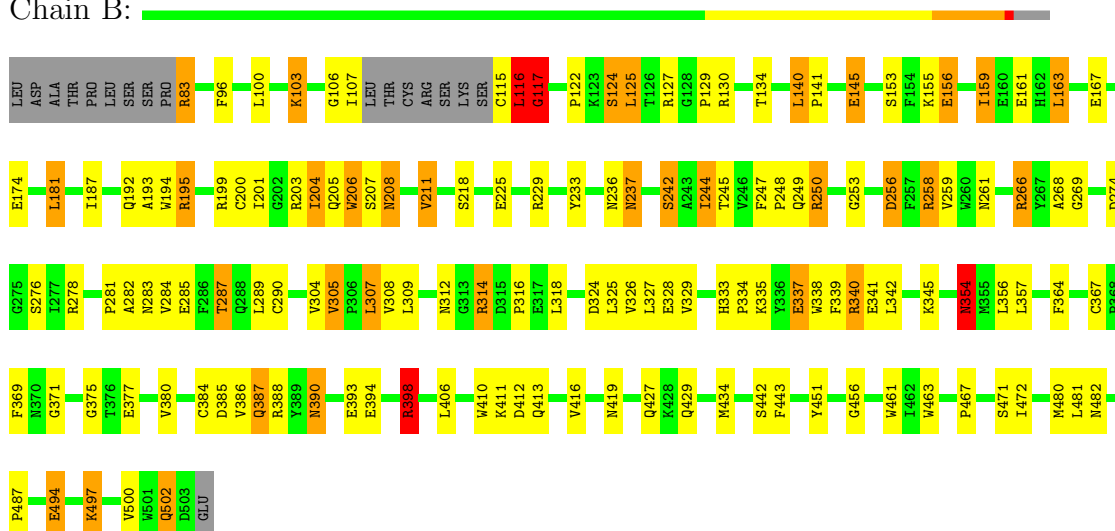 Chain B:
LEU ASP ALA THR PRO LEU SER SER PRO R83 F96 L100 K103 G106 I107 LEU THR CYS ARG SER LYS SER C115 L116 G117 P122 K123 S124 L125 T126 R127 G128 P129 R130 T134 L140 P141 E145 S153 F154 K155 E156 I159 E160 E161 H162 L163 E167
E174 L181 I187 Q192 A193 W194 R195 R199 C200 I201 G202 R203 I204 Q205 W206 S207 N208 V211 S218 E225 R229 Y233 N236 N237 S242 A243 I244 T245 V246 F247 P248 Q249 R250 G253 D256 F257 R258 V259 W260 N261 R266 Y267 A268 G269
G275 S276 I277 R278 P281 A282 N283 V284 E285 F286 T287 Q288 L289 C290 V304 V305 P306 L307 V308 L309 N312 G313 R314 D315 P316 E317 L318 D324 L325 V326 L327 E328 V329 H333 P334 K335 Y336 E337 W338 F339 R340 E341 L342 K345 N354 M355 L356 L357 F364 C367
F369 N370 G371 G375 T376 E377 V380 C384 D385 V386 Q387 R388 Y389 N390 E393 E394 R398 L406 W410 K411 D412 Q413 V416 N419 Q427 K428 Q429 M434 S442 F443 Y451 G456 W461 I462 W463 P467 S471 I472 M480 L481 N482
P487 E494 K497 V500 W501 Q502 D503 GLU